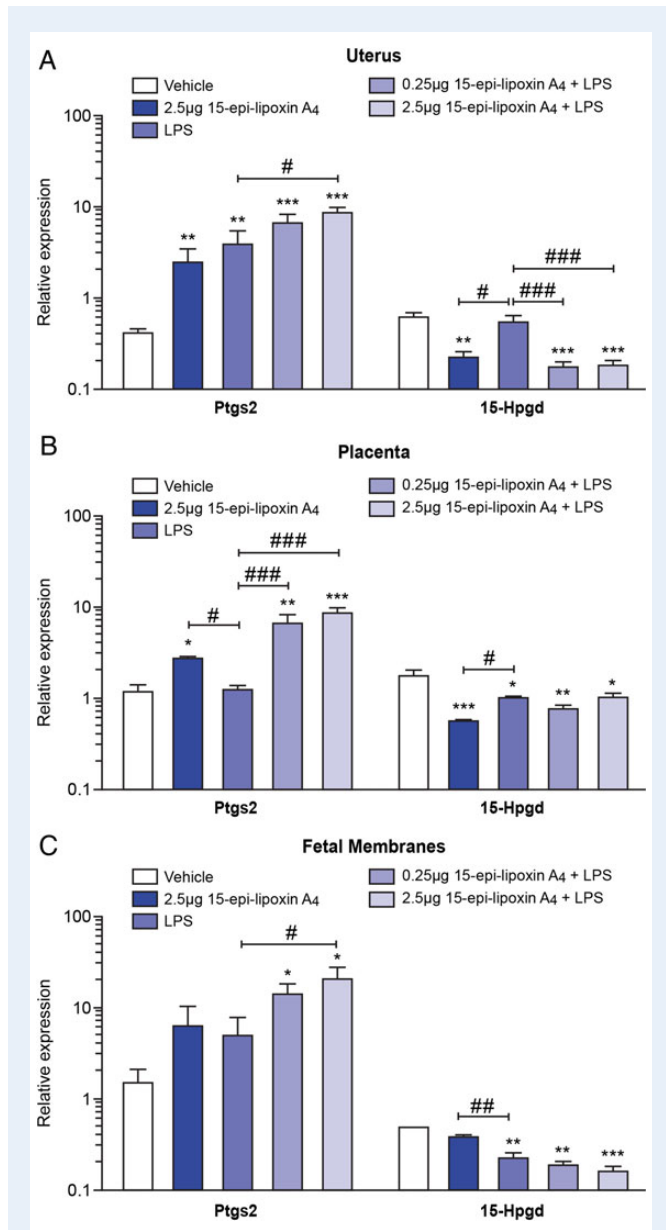 A
Uterus
Vehicle
2.5µg 15-epi-lipoxin A4
LPS
0.25µg 15-epi-lipoxin A4 + LPS
2.5µg 15-epi-lipoxin A4 + LPS
Relative expression
100
10
1
0.1
#
** ** *** ***
###
# ###
** *** ***
Ptgs2 15-Hpgd
B
Placenta
Vehicle
2.5µg 15-epi-lipoxin A4
LPS
0.25µg 15-epi-lipoxin A4 + LPS
2.5µg 15-epi-lipoxin A4 + LPS
Relative expression
100
10
1
0.1
###
###
#
* ** ***
#
*** * ** *
Ptgs2 15-Hpgd
C
Fetal Membranes
Vehicle
2.5µg 15-epi-lipoxin A4
LPS
0.25µg 15-epi-lipoxin A4 + LPS
2.5µg 15-epi-lipoxin A4 + LPS
Relative expression
100
10
1
0.1
#
* *
##
** ** ***
Ptgs2 15-Hpgd